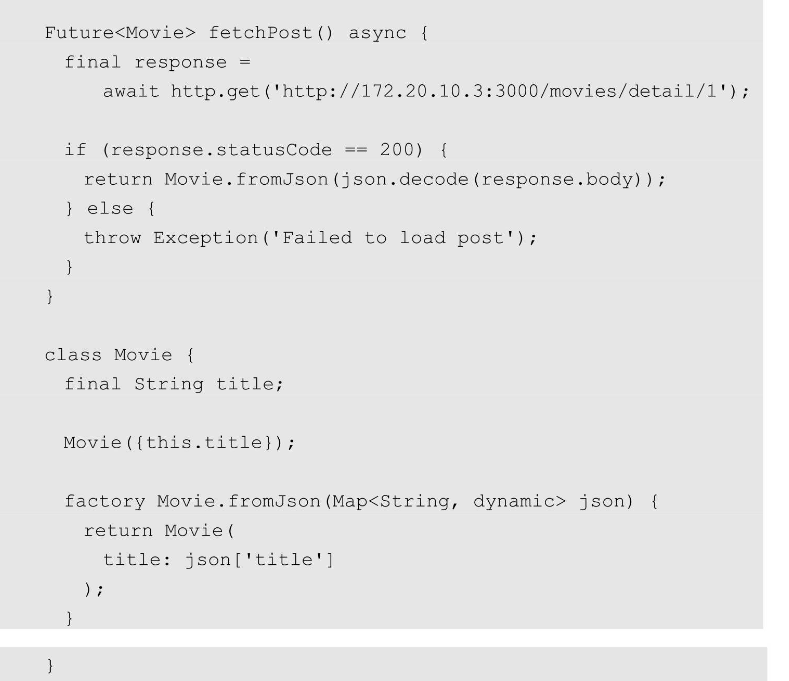 Future<Movie> fetchPost() async {
  final response =
      await http.get('http://172.20.10.3:3000/movies/detail/1');

  if (response.statusCode == 200) {
    return Movie.fromJson(json.decode(response.body));
  } else {
    throw Exception('Failed to load post');
  }
}

class Movie {
  final String title;

  Movie({this.title});

  factory Movie.fromJson(Map<String, dynamic> json) {
    return Movie(
      title: json['title']
    );
  }
}